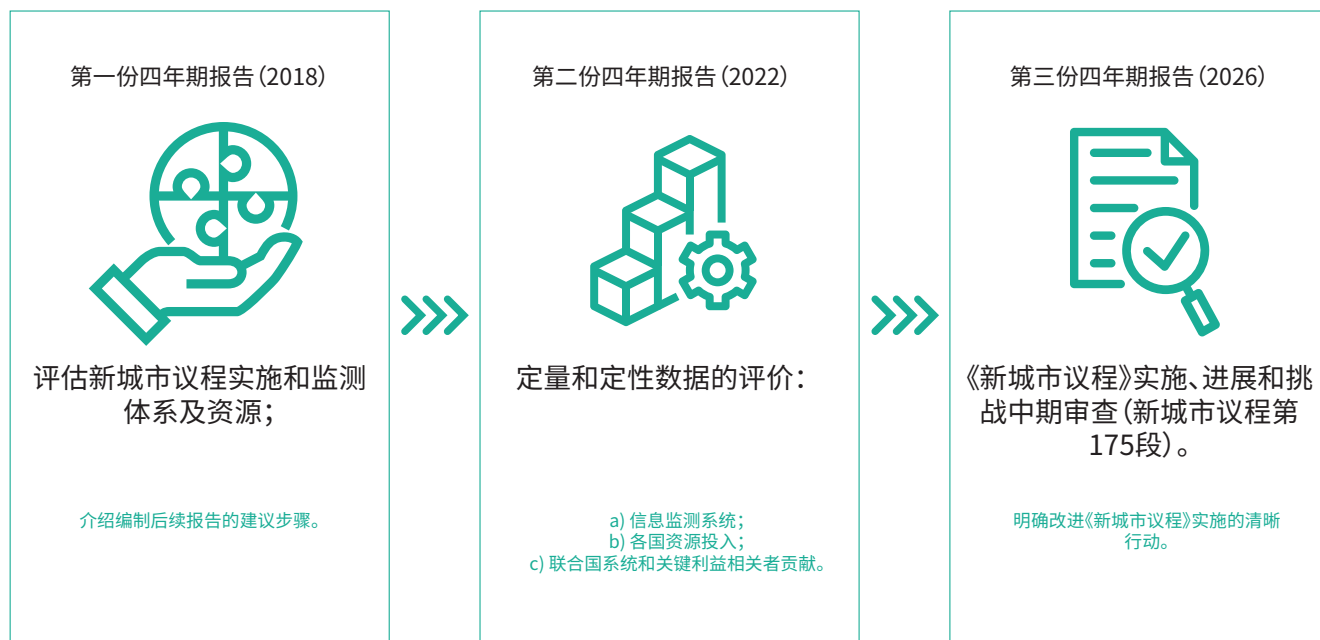 第一份四年期报告（2018）
评估新城市议程实施和监测
体系及资源；
介绍编制后续报告的建议步骤。
第二份四年期报告（2022）
定量和定性数据的评价：
a) 信息监测系统；
b) 各国资源投入；
c) 联合国系统和关键利益相关者贡献。
第三份四年期报告（2026）
《新城市议程》实施、进展和挑
战中期审查（新城市议程第
175段）。
明确改进《新城市议程》实施的清晰
行动。